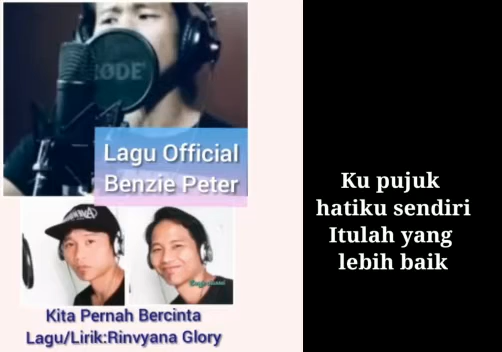 RODE
Lagu Official
Benzie Peter
Kita Pernah Bercinta
Lagu/Lirik:Rinvyana Glory
Ku pujuk
hatiku sendiri
Itulah yang
lebih baik